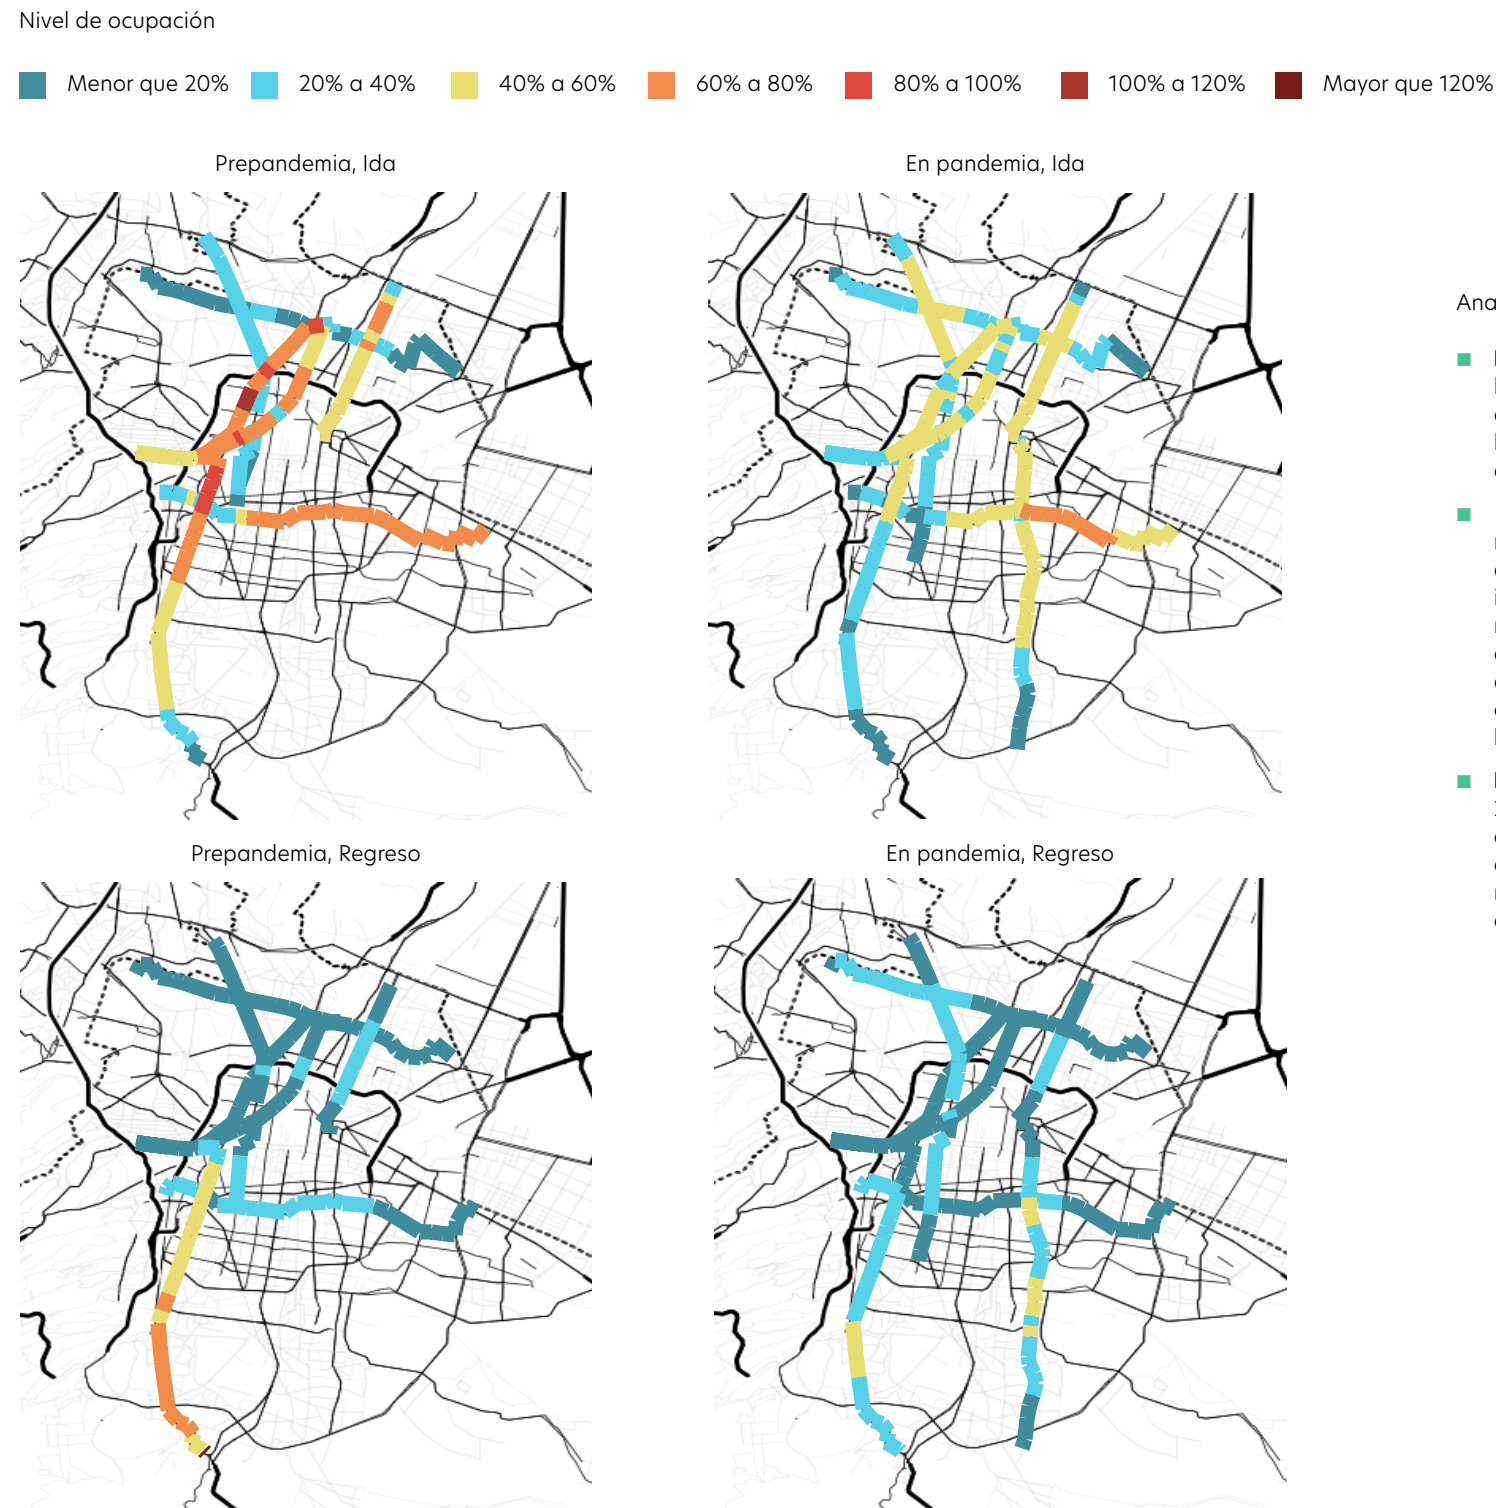 Nivel de ocupación
Menor que 20%
20% a 40%
40% a 60%
60% a 80%
80% a 100%
100% a 120%
Mayor que 120%
Prepandemia, Ida
En pandemia, Ida
Prepandemia, Regreso
En pandemia, Regreso